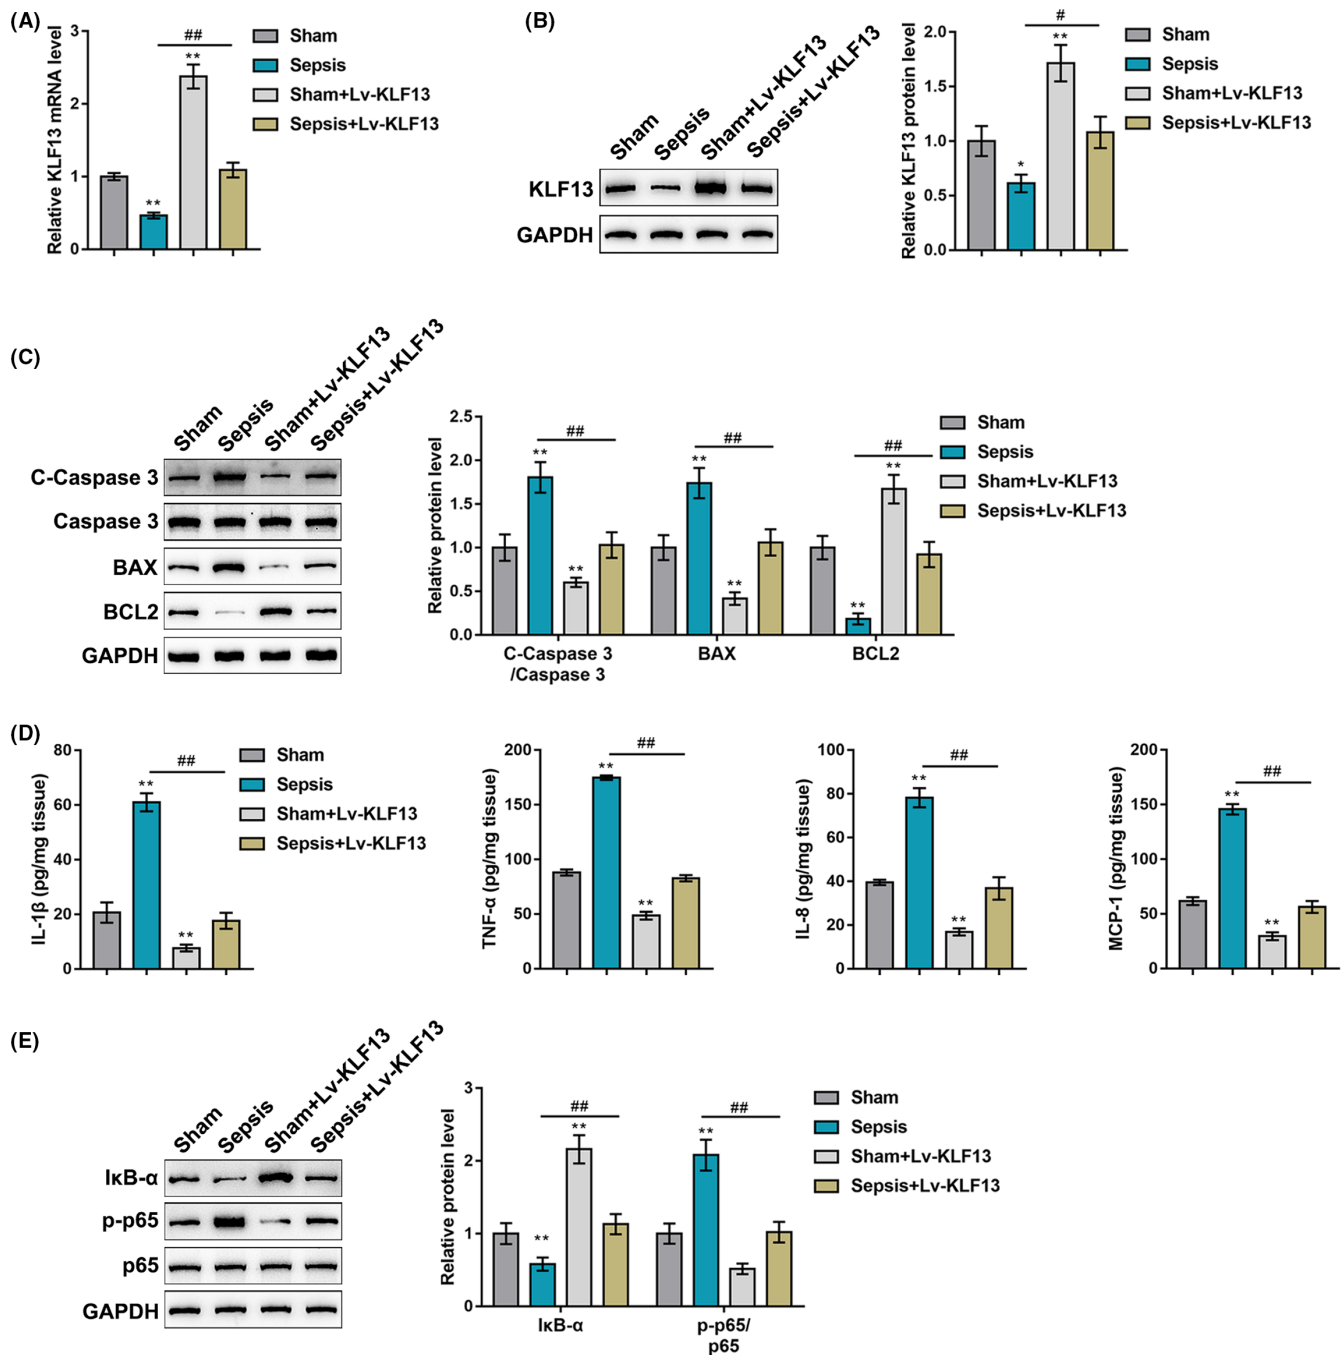 (A)
Relative KLF13 mRNA level
3
2
1
0
**
**
##
Sham
Sepsis
Sham+Lv-KLF13
Sepsis+Lv-KLF13
(B)
Sham
Sepsis
Sham+Lv-KLF13
Sepsis+Lv-KLF13
KLF13
GAPDH
Relative KLF13 protein level
2.0
1.5
1.0
0.5
0.0
*
**
#
Sham
Sepsis
Sham+Lv-KLF13
Sepsis+Lv-KLF13
(C)
Sham
Sepsis
Sham+Lv-KLF13
Sepsis+Lv-KLF13
C-Caspase 3
Caspase 3
BAX
BCL2
GAPDH
Relative protein level
2.5
2.0
1.5
1.0
0.5
0.0
**
**
##
**
**
##
**
**
##
C-Caspase 3
/Caspase 3
BAX
BCL2
Sham
Sepsis
Sham+Lv-KLF13
Sepsis+Lv-KLF13
(D)
IL-1β (pg/mg tissue)
80
60
40
20
0
**
**
##
Sham
Sepsis
Sham+Lv-KLF13
Sepsis+Lv-KLF13
TNF-α (pg/mg tissue)
200
150
100
50
0
**
**
##
IL-8 (pg/mg tissue)
100
80
60
40
20
0
**
**
##
MCP-1 (pg/mg tissue)
200
150
100
50
0
**
**
##
(E)
Sham
Sepsis
Sham+Lv-KLF13
Sepsis+Lv-KLF13
IκB-α
p-p65
p65
GAPDH
Relative protein level
3
2
1
0
**
**
##
**
##
IκB-α
p-p65/
p65
Sham
Sepsis
Sham+Lv-KLF13
Sepsis+Lv-KLF13